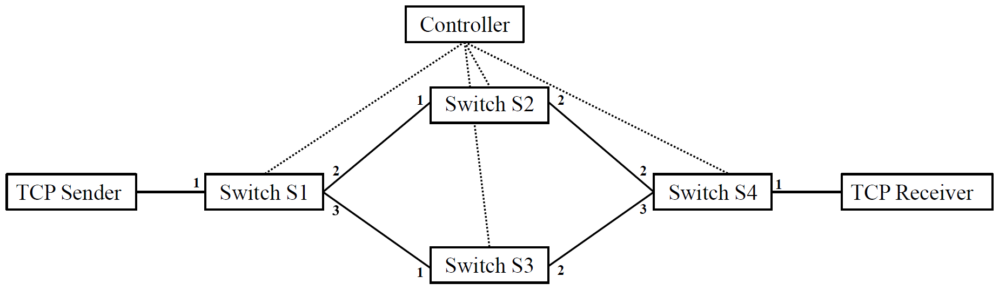 Controller
1
Switch S2
2
TCP Sender
1
Switch S1
2
3
2
3
Switch S4
1
TCP Receiver
1
Switch S3
2